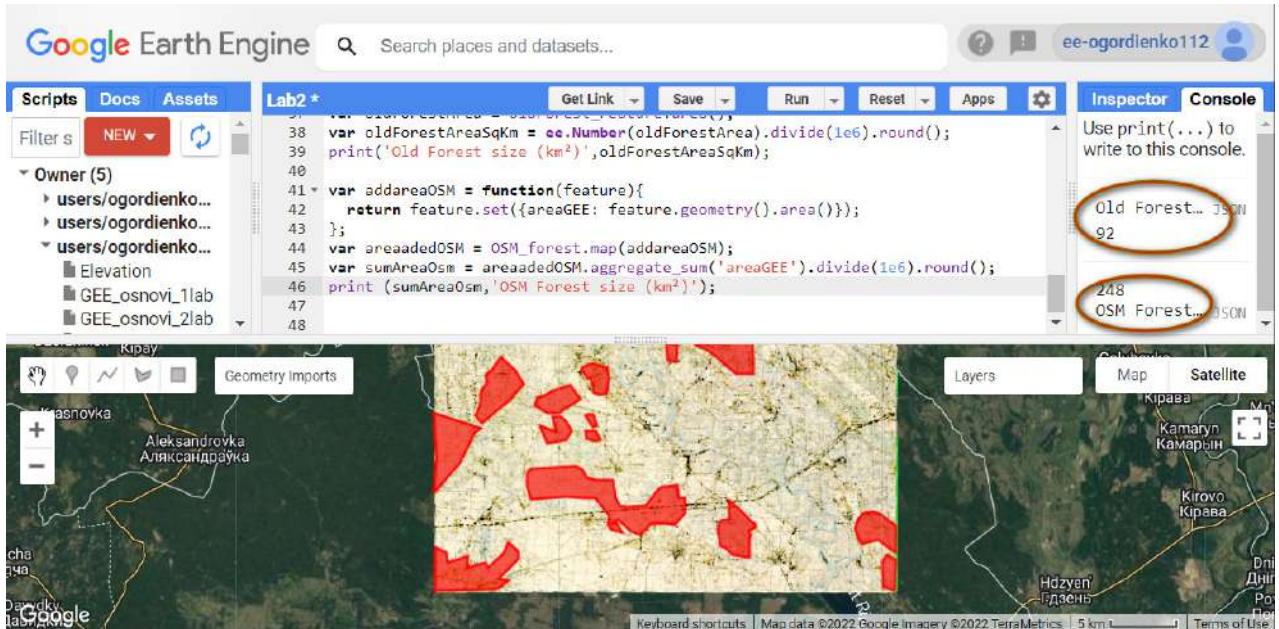 Google Earth Engine
Search places and datasets...
ee-ogordienko112
Scripts Docs Assets
Filter s
NEW
Owner (5)
users/ogordienko...
users/ogordienko...
users/ogordienko...
Elevation
GEE_osnovi_1lab
GEE_osnovi_2lab
Lab2 *
Get Link
Save
Run
Reset
Apps
38 var oldForestAreaSqKm = ee.Number(oldForestArea).divide(1e6).round();
39 print('Old Forest size (km²)',oldForestAreaSqKm);
40
41 var addareaOSM = function(feature){
42 return feature.set({areaGEE: feature.geometry().area()});
43 };
44 var areaadedOSM = OSM_forest.map(addareaOSM);
45 var sumAreaOsm = areaadedOSM.aggregate_sum('areaGEE').divide(1e6).round();
46 print (sumAreaOsm,'OSM Forest size (km²)');
47
48
Inspector Console
Use print(...) to
write to this console.
Old Forest… JSON
92
248
OSM Forest… JSON
Kipay
Geometry Imports
Layers
Map Satellite
Aleksandrovka
Аляксандраўка
Кірава
Kamaryn
Камарын
Kirovo
Кірава
Hdzyen'
Гдзень
Google
Keyboard shortcuts
Map data ©2022 Google Imagery ©2022 TerraMetrics
5 km
Terms of Use